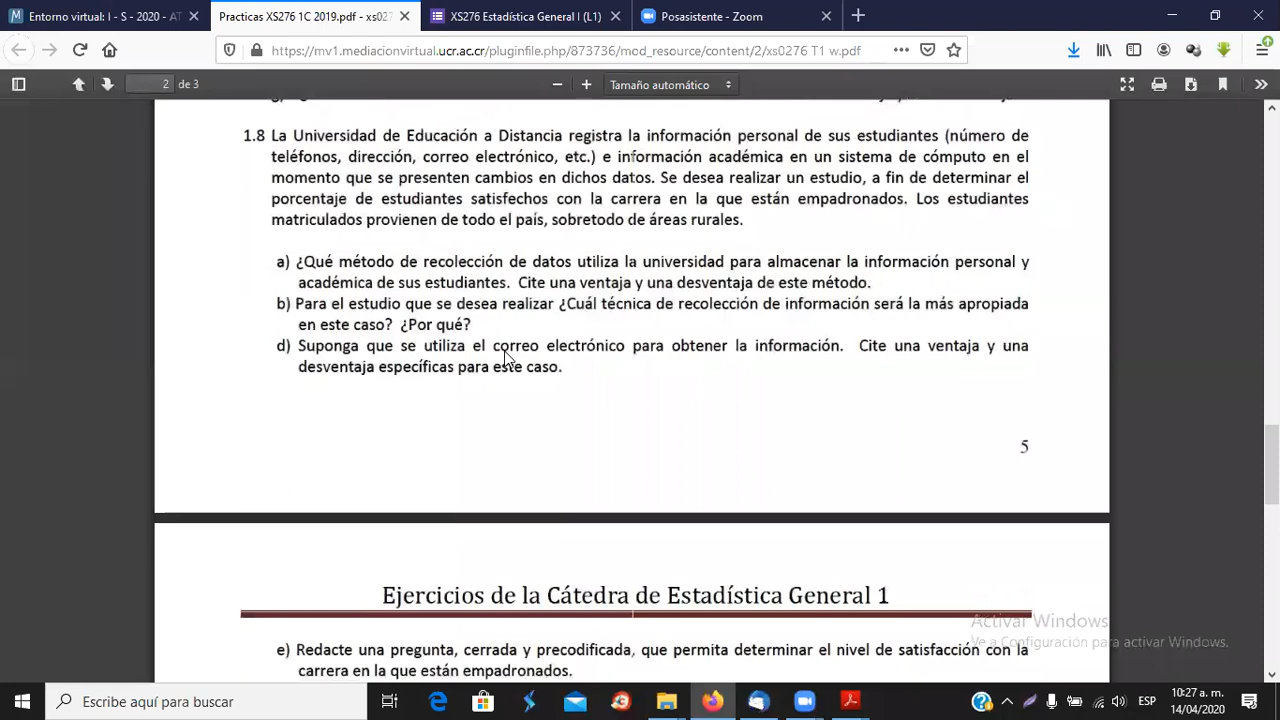 Entorno virtual: I - S - 2020 - AT
Practicas XS276 1C 2019.pdf - xs027
XS276 Estadística General I (L1)
Posasistente - Zoom
https://mv1.mediacionvirtual.ucr.ac.cr/pluginfile.php/873736/mod_resource/content/2/xs0276 T1 w.pdf
2 de 3
Tamaño automático
1.8 La Universidad de Educación a Distancia registra la información personal de sus estudiantes (número de
teléfonos, dirección, correo electrónico, etc.) e información académica en un sistema de cómputo en el
momento que se presenten cambios en dichos datos. Se desea realizar un estudio, a fin de determinar el
porcentaje de estudiantes satisfechos con la carrera en la que están empadronados. Los estudiantes
matriculados provienen de todo el país, sobretodo de áreas rurales.
a) ¿Qué método de recolección de datos utiliza la universidad para almacenar la información personal y
académica de sus estudiantes. Cite una ventaja y una desventaja de este método.
b) Para el estudio que se desea realizar ¿Cuál técnica de recolección de información será la más apropiada
en este caso? ¿Por qué?
d) Suponga que se utiliza el correo electrónico para obtener la información. Cite una ventaja y una
desventaja específicas para este caso.
5
Ejercicios de la Cátedra de Estadística General 1
Activar Windows
Ve a Configuración para activar Windows.
e) Redacte una pregunta, cerrada y precodificada, que permita determinar el nivel de satisfacción con la
carrera en la que están empadronados.
Escribe aquí para buscar
ESP
10:27 a. m.
14/04/2020